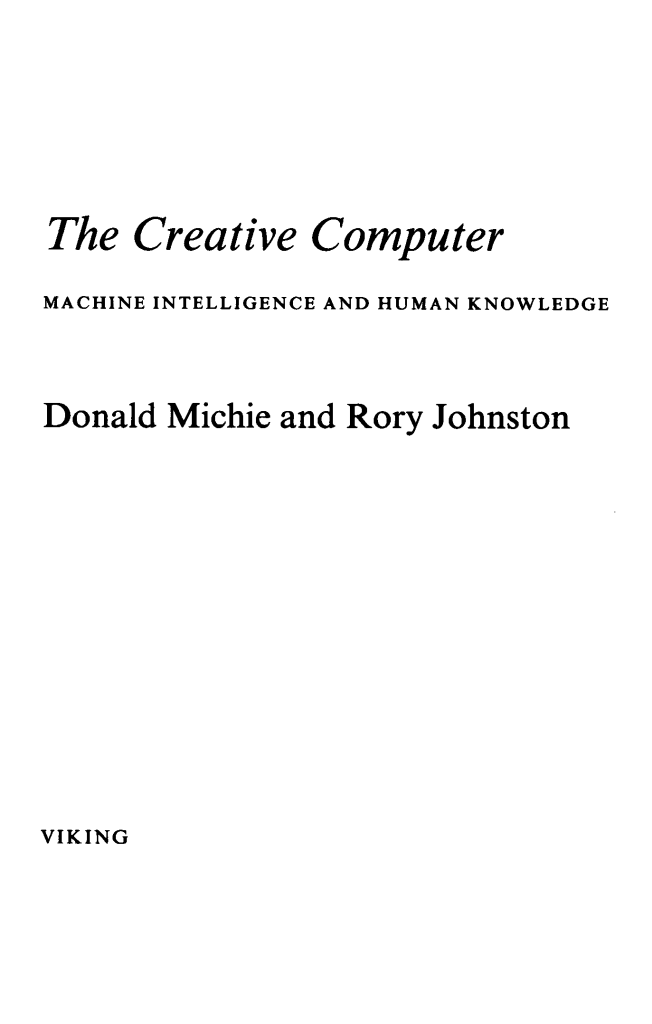 The Creative Computer
MACHINE INTELLIGENCE AND HUMAN KNOWLEDGE
Donald Michie and Rory Johnston
VIKING